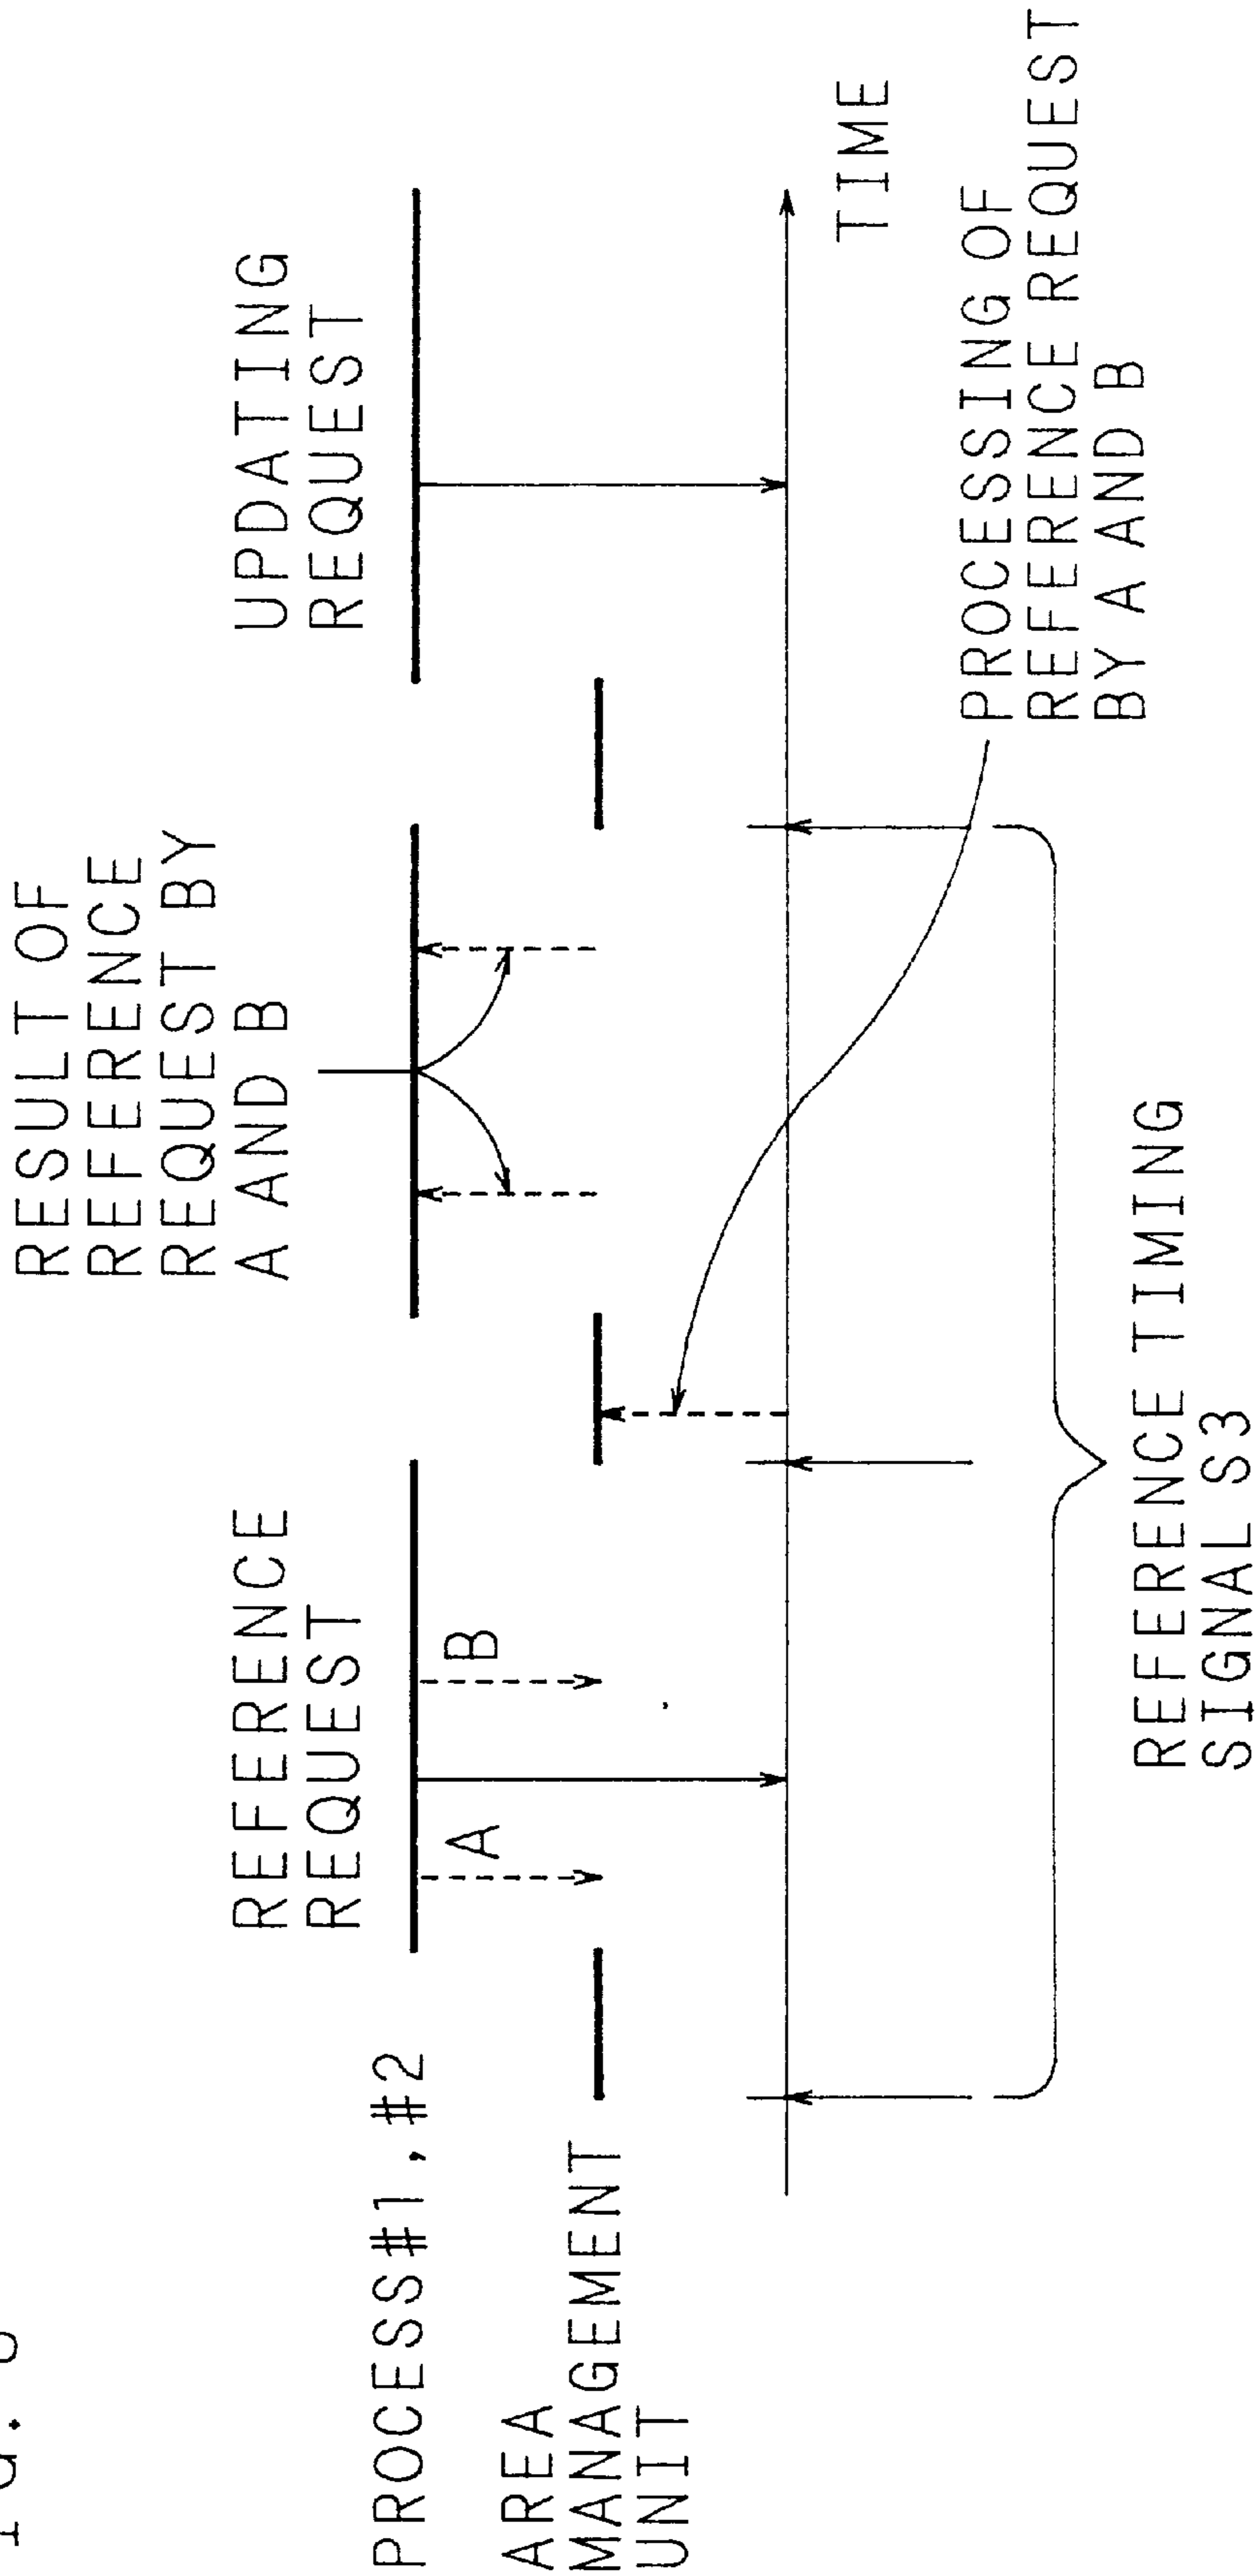 RESULT OF
REFERENCE
REQUEST BY
A AND B
REFERENCE
REQUEST
UPDATING
REQUEST
PROCESS#1,#2
A
B
AREA
MANAGEMENT
UNIT
TIME
PROCESSING OF
REFERENCE REQUEST
BY A AND B
REFERENCE TIMING
SIGNAL S3